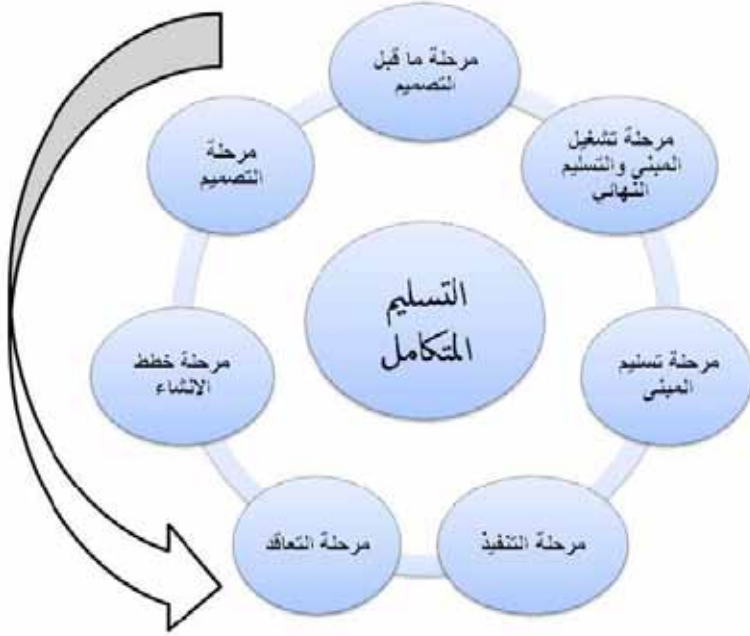 مرحلة ما قبل
التصميم
مرحلة
التصميم
مرحلة خطط
الانشاء
مرحلة التعاقد
مرحلة التنفيذ
مرحلة تسليم
المبنى
مرحلة تشغيل
المبنى والتسليم
النهائي
التسليم
المتكامل